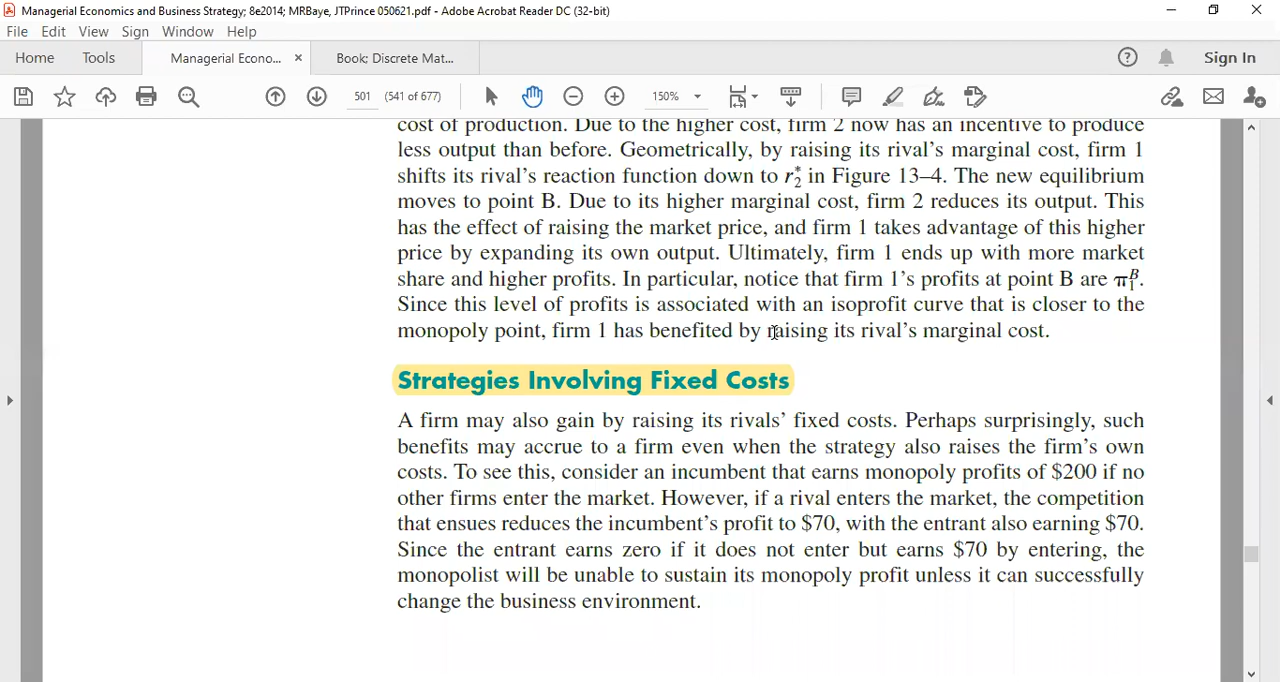 Managerial Economics and Business Strategy; 8e2014; MRBaye, JTPrince 050621.pdf - Adobe Acrobat Reader DC (32-bit)
File Edit View Sign Window Help
Home Tools Managerial Econo... × Book; Discrete Mat... Sign In
501 (541 of 677) 150%
cost of production. Due to the higher cost, firm 2 now has an incentive to produce
less output than before. Geometrically, by raising its rival's marginal cost, firm 1
shifts its rival's reaction function down to r₂* in Figure 13–4. The new equilibrium
moves to point B. Due to its higher marginal cost, firm 2 reduces its output. This
has the effect of raising the market price, and firm 1 takes advantage of this higher
price by expanding its own output. Ultimately, firm 1 ends up with more market
share and higher profits. In particular, notice that firm 1's profits at point B are π₁ᴮ.
Since this level of profits is associated with an isoprofit curve that is closer to the
monopoly point, firm 1 has benefited by raising its rival's marginal cost.
Strategies Involving Fixed Costs
A firm may also gain by raising its rivals' fixed costs. Perhaps surprisingly, such
benefits may accrue to a firm even when the strategy also raises the firm's own
costs. To see this, consider an incumbent that earns monopoly profits of $200 if no
other firms enter the market. However, if a rival enters the market, the competition
that ensues reduces the incumbent's profit to $70, with the entrant also earning $70.
Since the entrant earns zero if it does not enter but earns $70 by entering, the
monopolist will be unable to sustain its monopoly profit unless it can successfully
change the business environment.